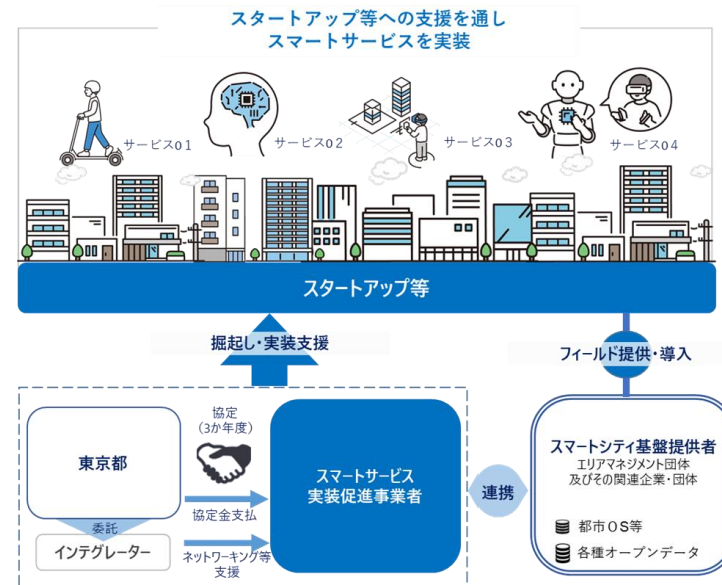 スタートアップ等への支援を通し
スマートサービスを実装
サービス01
サービス02
サービス03
サービス04
スタートアップ等
掘起し・実装支援
フィールド提供・導入
東京都
協定
(3か年度)
協定金支払
委託
インテグレーター
ネットワーキング等
支援
スマートサービス
実装促進事業者
連携
スマートシティ基盤提供者
エリアマネジメント団体
及びその関連企業・団体
都市OS等
各種オープンデータ